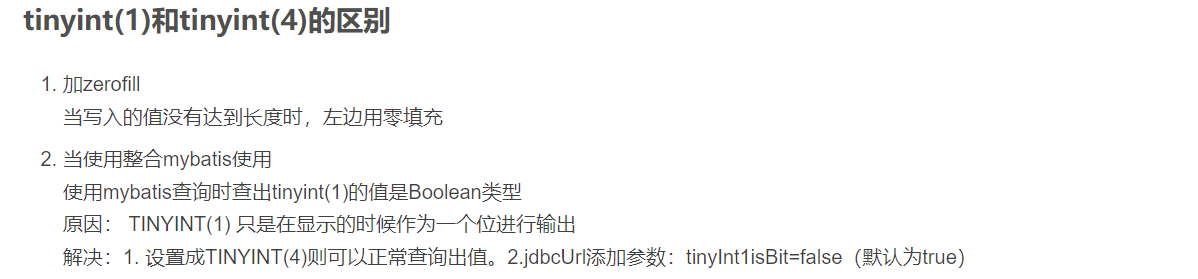 tinyint(1)和tinyint(4)的区别
1. 加zerofill
当写入的值没有达到长度时，左边用零填充
2. 当使用整合mybatis使用
使用mybatis查询时查出tinyint(1)的值是Boolean类型
原因： TINYINT(1) 只是在显示的时候作为一个位进行输出
解决：1. 设置成TINYINT(4)则可以正常查询出值。2.jdbcUrl添加参数：tinyInt1isBit=false（默认为true）